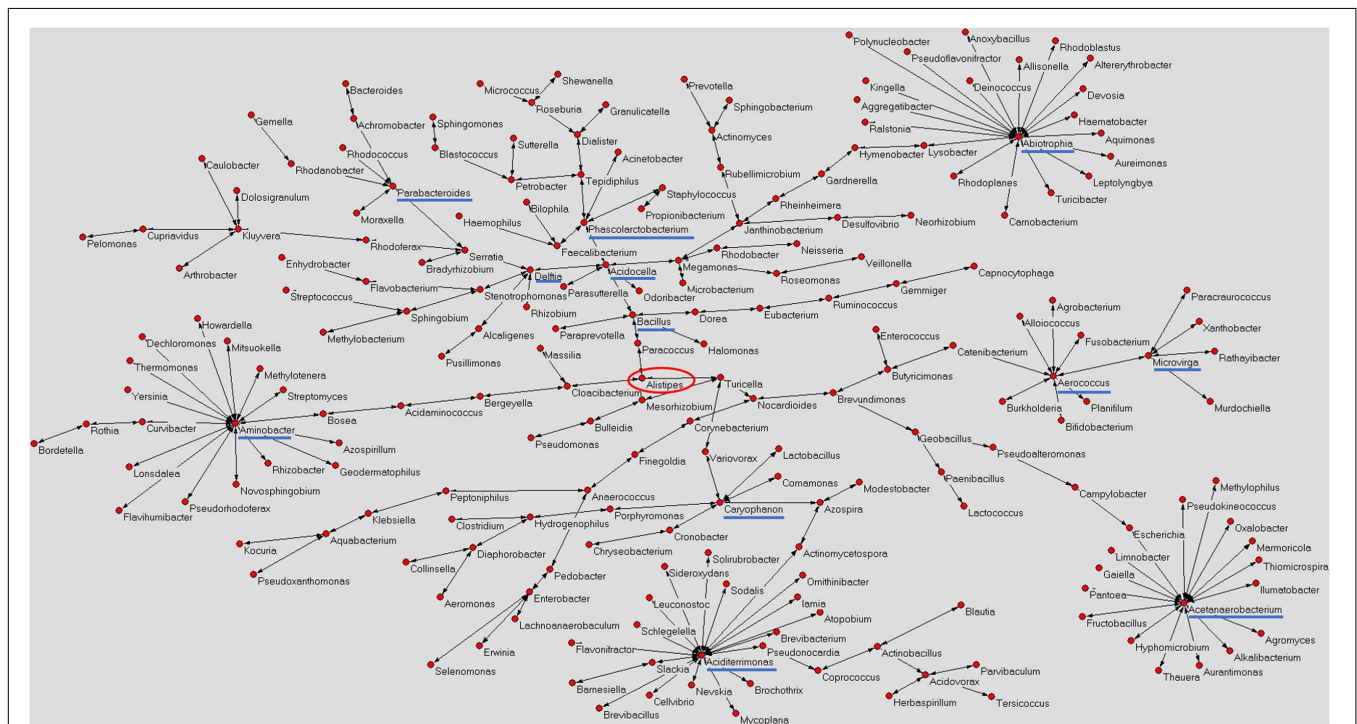 Polynucleobacter
Anoxybacillus
Rhodoblastus
Pseudoflavonifractor
Allisonella
Altererythrobacter
Shewanella
Micrococcus
Bacteroides
Prevotella
Kingella
Deinococcus
Devosia
Roseburia
Granulicatella
Sphingobacterium
Aggregatibacter
Gemella
Achromobacter
Sphingomonas
Haematobacter
Ralstonia
Actinomyces
Aquimonas
Sutterella
Dialister
Abiotrophia
Rhodococcus
Blastococcus
Acinetobacter
Hymenobacter
Lysobacter
Aureimonas
Caulobacter
Rhodanobacter
Rubellimicrobium
Gardnerella
Petrobacter
Tepidiphilus
Rhodoplanes
Leptolyngbya
Dolosigranulum
Parabacteroides
Staphylococcus
Turicibacter
Rheinheimera
Bilophila
Propionibacterium
Moraxella
Haemophilus
Carnobacterium
Desulfovibrio
Neorhizobium
Kluyvera
Phascolarctobacterium
Janthinobacterium
Cupriavidus
Pelomonas
Rhodoferax
Faecalibacterium
Rhodobacter
Neisseria
Serratia
Arthrobacter
Enhydrobacter
Bradyrhizobium
Delftia
Acidocella
Megamonas
Veillonella
Capnocytophaga
Roseomonas
Flavobacterium
Stenotrophomonas
Parasutterella
Odoribacter
Microbacterium
Gemmiger
Paracraurococcus
Streptococcus
Rhizobium
Ruminococcus
Agrobacterium
Sphingobium
Bacillus
Dorea
Eubacterium
Alloiococcus
Howardella
Alcaligenes
Paraprevotella
Enterococcus
Xanthobacter
Methylobacterium
Halomonas
Fusobacterium
Dechloromonas
Mitsuokella
Paracoccus
Catenibacterium
Massilia
Microvirga
Rathayibacter
Pusillimonas
Thermomonas
Butyricimonas
Methylotenera
Alistipes
Turicella
Aerococcus
Cloacibacterium
Yersinia
Streptomyces
Bergeyella
Mesorhizobium
Nocardioides
Brevundimonas
Burkholderia
Planifilum
Murdochiella
Acidaminococcus
Bosea
Bifidobacterium
Rothia
Curvibacter
Aminobacter
Bulleidia
Corynebacterium
Geobacillus
Bordetella
Azospirillum
Pseudomonas
Pseudoalteromonas
Finegoldia
Variovorax
Lactobacillus
Lonsdalea
Rhizobacter
Geodermatophilus
Paenibacillus
Comamonas
Modestobacter
Methylophilus
Novosphingobium
Peptoniphilus
Anaerococcus
Campylobacter
Pseudokineococcus
Flavihumibacter
Pseudorhodoferax
Caryophanon
Azospira
Lactococcus
Klebsiella
Clostridium
Hydrogenophilus
Porphyromonas
Oxalobacter
Escherichia
Kocuria
Aquabacterium
Cronobacter
Marmoricola
Chryseobacterium
Actinomycetospora
Diaphorobacter
Limnobacter
Solirubrobacter
Thiomicrospira
Collinsella
Sideroxydans
Gaiella
Pseudoxanthomonas
Pedobacter
Ornithinibacter
Sodalis
Ilumatobacter
Pantoea
Aeromonas
Enterobacter
Leuconostoc
Iamia
Blautia
Acetanaerobacterium
Atopobium
Fructobacillus
Lachnoanaerobaculum
Schlegelella
Brevibacterium
Agromyces
Hyphomicrobium
Erwinia
Flavonifractor
Pseudonocardia
Actinobacillus
Alkalibacterium
Selenomonas
Slackia
Aciditerrimonas
Coprococcus
Parvibaculum
Aurantimonas
Thauera
Barnesiella
Acidovorax
Cellvibrio
Nevskia
Brochothrix
Herbaspirillum
Tersicoccus
Brevibacillus
Mycoplana